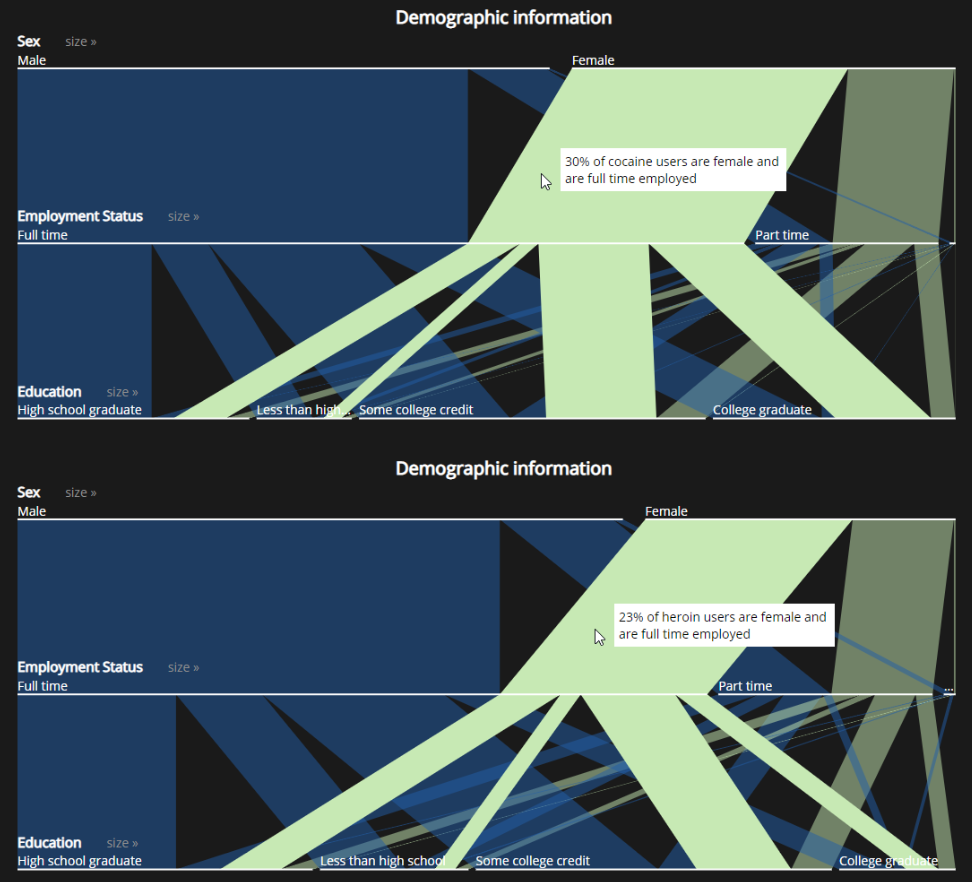 Demographic information
Sex size »
Male Female
30% of cocaine users are female and
are full time employed
Employment Status size »
Full time Part time
Education size »
High school graduate Less than high... Some college credit College graduate
Demographic information
Sex size »
Male Female
23% of heroin users are female and
are full time employed
Employment Status size »
Full time Part time ...
Education size »
High school graduate Less than high school Some college credit College graduate